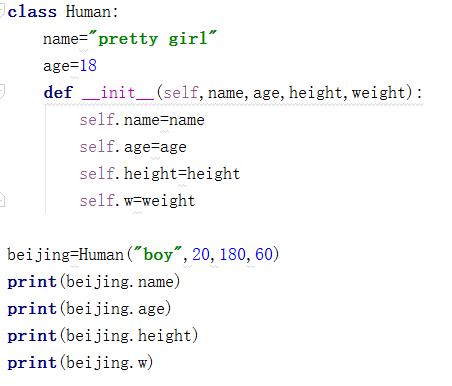 class Human:
    name="pretty girl"
    age=18
    def __init__(self,name,age,height,weight):
        self.name=name
        self.age=age
        self.height=height
        self.w=weight

beijing=Human("boy",20,180,60)
print(beijing.name)
print(beijing.age)
print(beijing.height)
print(beijing.w)